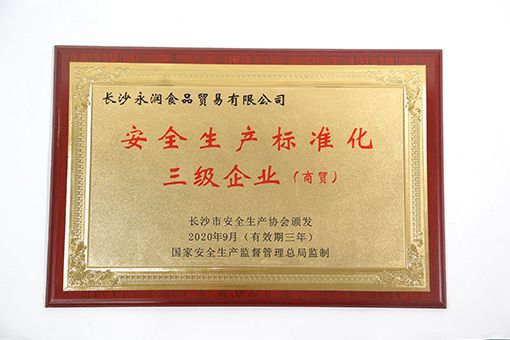 长沙永润食品贸易有限公司
安全生产标准化
三级企业（商贸）
长沙市安全生产协会颁发
2020年9月（有效期三年）
国家安全生产监督管理总局监制